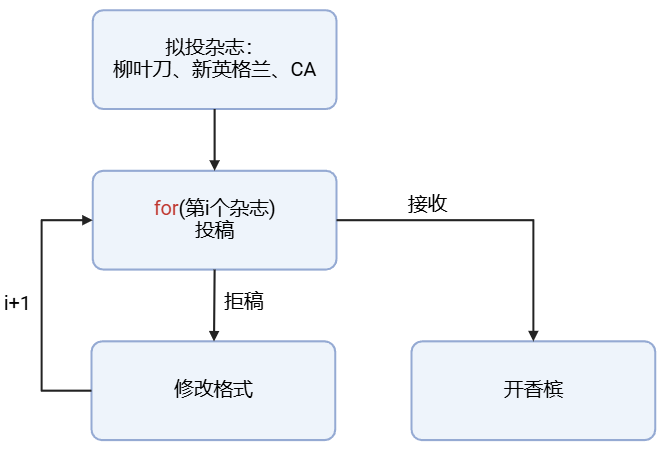 拟投杂志：
柳叶刀、新英格兰、CA
for(第i个杂志)
投稿
接收
i+1
拒稿
修改格式
开香槟